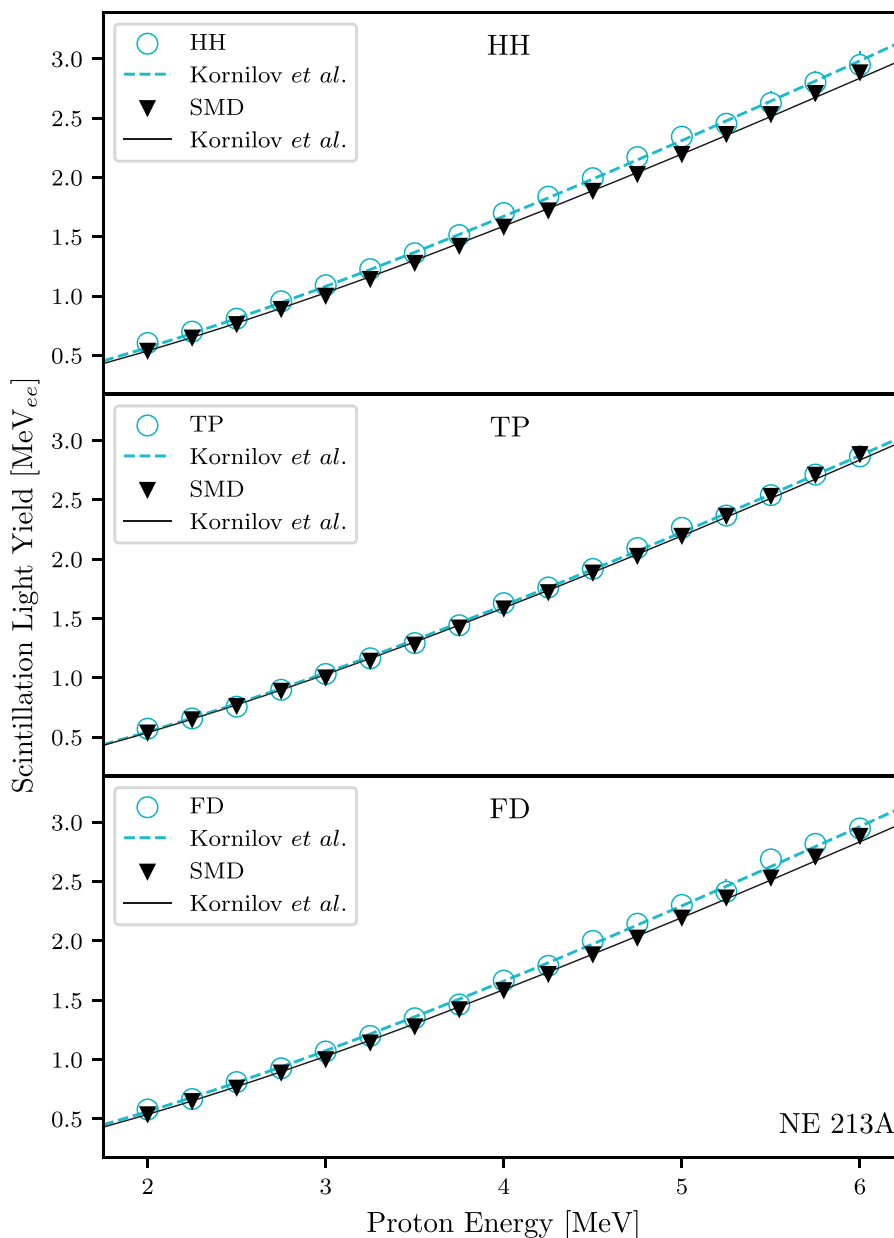 Scintillation Light Yield [MeVee]
HH
HH
Kornilov et al.
SMD
Kornilov et al.
3.0
2.5
2.0
1.5
1.0
0.5
TP
TP
Kornilov et al.
SMD
Kornilov et al.
3.0
2.5
2.0
1.5
1.0
0.5
FD
FD
Kornilov et al.
SMD
Kornilov et al.
3.0
2.5
2.0
1.5
1.0
0.5
NE 213A
2 3 4 5 6
Proton Energy [MeV]